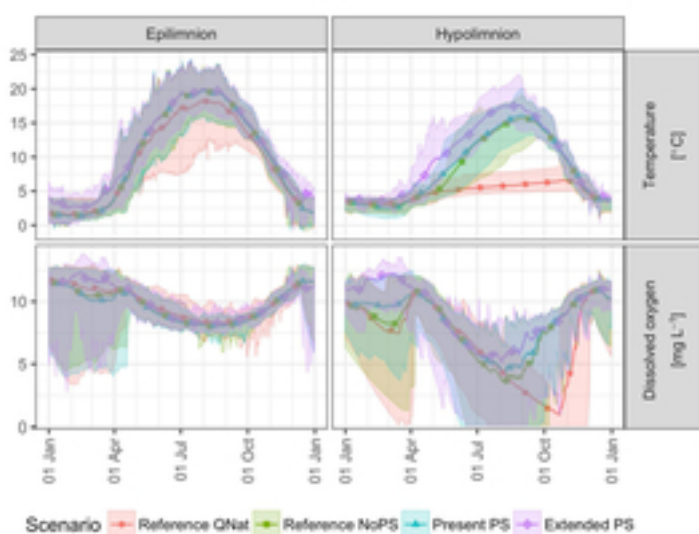 Epilimnion
Hypolimnion
25
20
15
10
5
0
Temperature
[°C]
10
5
0
Dissolved oxygen
[mg L⁻¹]
01 Jan
01 Apr
01 Jul
01 Oct
01 Jan
01 Jan
01 Apr
01 Jul
01 Oct
01 Jan
Scenario Reference QNat Reference NoPS Present PS Extended PS